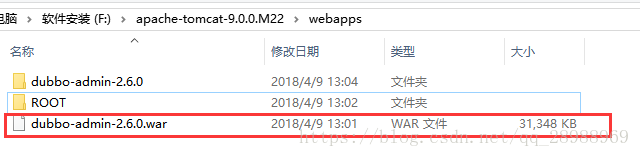 电脑 > 软件安装 (F:) > apache-tomcat-9.0.0.M22 > webapps
名称 修改日期 类型 大小
dubbo-admin-2.6.0 2018/4/9 13:04 文件夹
ROOT 2018/4/9 13:02 文件夹
dubbo-admin-2.6.0.war 2018/4/9 13:01 WAR 文件 31,348 KB
https://blog.csdn.net/qq_28988969